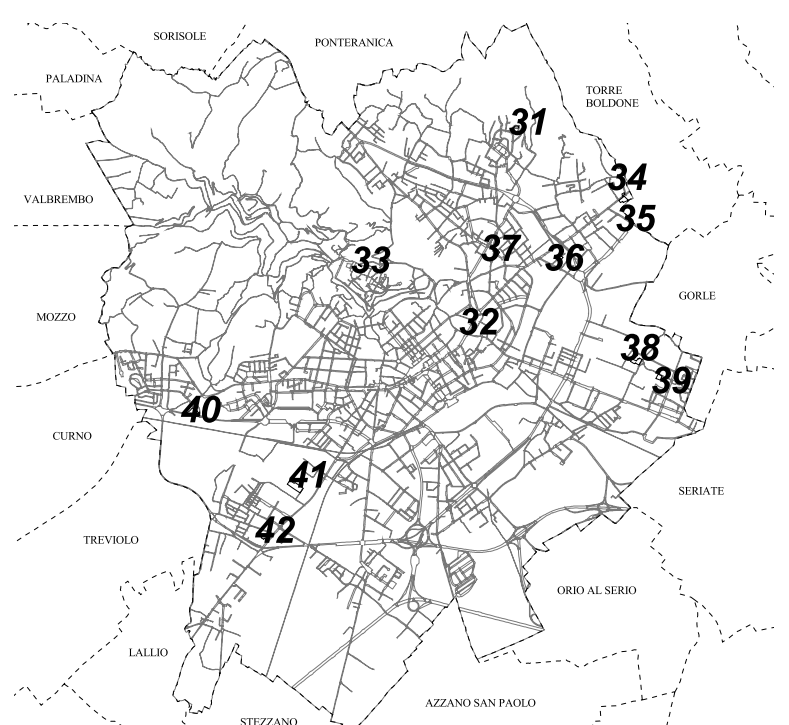 SORISOLE
PONTERANICA
PALADINA
TORRE
BOLDONE
31
34
VALBREMBO
35
37
36
33
GORLE
MOZZO
32
38
39
40
CURNO
41
SERIATE
42
TREVIOLO
ORIO AL SERIO
LALLIO
AZZANO SAN PAOLO
STEZZANO